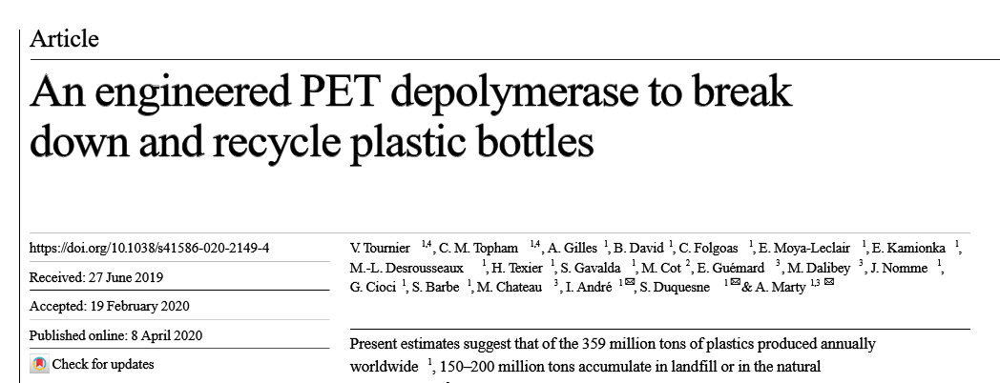 Article
An engineered PET depolymerase to break
down and recycle plastic bottles
https://doi.org/10.1038/s41586-020-2149-4
Received: 27 June 2019
Accepted: 19 February 2020
Published online: 8 April 2020
Check for updates
V. Tournier 1,4, C. M. Topham 1,4, A. Gilles 1, B. David 1, C. Folgoas 1, E. Moya-Leclair 1, E. Kamionka 1,
M.-L. Desrousseaux 1, H. Texier 1, S. Gavalda 1, M. Cot 2, E. Guémard 3, M. Dalibey 3, J. Nomme 1,
G. Cioci 1, S. Barbe 1, M. Chateau 3, I. André 1✉, S. Duquesne 1✉ & A. Marty 1,3 ✉
Present estimates suggest that of the 359 million tons of plastics produced annually
worldwide 1, 150–200 million tons accumulate in landfill or in the natural